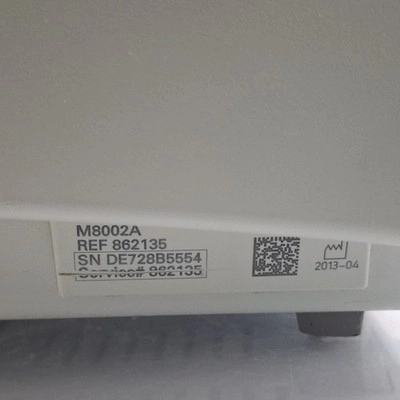 M8002A
REF 862135
SN DE728B5554
Service# 862135
2013-04